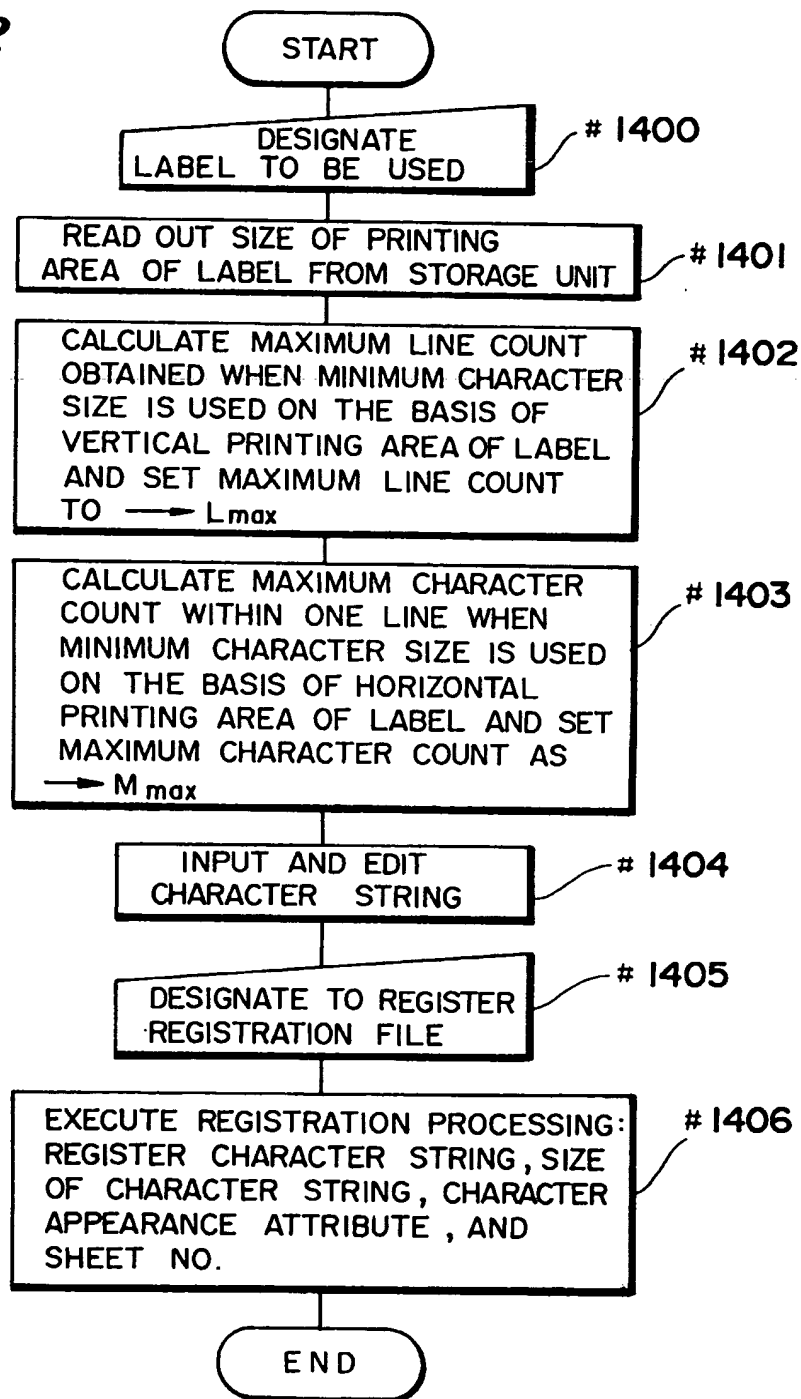 START
DESIGNATE
LABEL TO BE USED
# 1400
READ OUT SIZE OF PRINTING
AREA OF LABEL FROM STORAGE UNIT
# 1401
CALCULATE MAXIMUM LINE COUNT
OBTAINED WHEN MINIMUM CHARACTER
SIZE IS USED ON THE BASIS OF
VERTICAL PRINTING AREA OF LABEL
AND SET MAXIMUM LINE COUNT
TO → Lmax
# 1402
CALCULATE MAXIMUM CHARACTER
COUNT WITHIN ONE LINE WHEN
MINIMUM CHARACTER SIZE IS USED
ON THE BASIS OF HORIZONTAL
PRINTING AREA OF LABEL AND SET
MAXIMUM CHARACTER COUNT AS
→ Mmax
# 1403
INPUT AND EDIT
CHARACTER STRING
# 1404
DESIGNATE TO REGISTER
REGISTRATION FILE
# 1405
EXECUTE REGISTRATION PROCESSING:
REGISTER CHARACTER STRING, SIZE
OF CHARACTER STRING, CHARACTER
APPEARANCE ATTRIBUTE, AND
SHEET NO.
# 1406
END